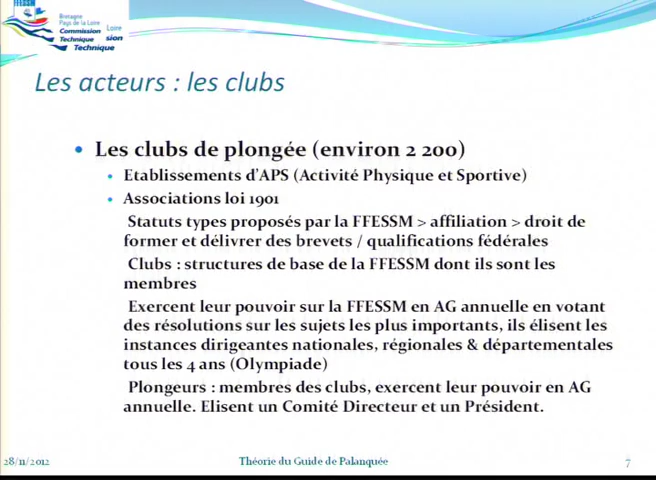 FFESSM
Bretagne
Pays de la Loire
Loire
Commission
sion
Technique
Technique
Les acteurs : les clubs
• Les clubs de plongée (environ 2 200)
• Etablissements d'APS (Activité Physique et Sportive)
• Associations loi 1901
Statuts types proposés par la FFESSM > affiliation > droit de
former et délivrer des brevets / qualifications fédérales
Clubs : structures de base de la FFESSM dont ils sont les
membres
Exercent leur pouvoir sur la FFESSM en AG annuelle en votant
des résolutions sur les sujets les plus importants, ils élisent les
instances dirigeantes nationales, régionales & départementales
tous les 4 ans (Olympiade)
Plongeurs : membres des clubs, exercent leur pouvoir en AG
annuelle. Elisent un Comité Directeur et un Président.
28/11/2012
Théorie du Guide de Palanquée
7